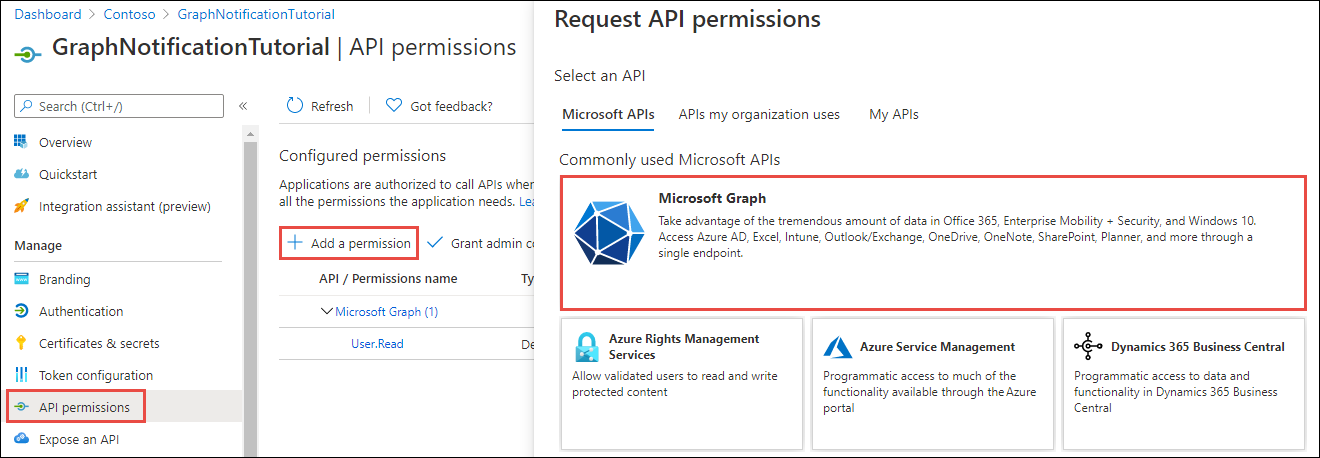 Dashboard > Contoso > GraphNotificationTutorial
GraphNotificationTutorial | API permissions
Search (Ctrl+/)
«
Overview
Quickstart
Integration assistant (preview)
Manage
Branding
Authentication
Certificates & secrets
Token configuration
API permissions
Expose an API
Refresh
Got feedback?
Configured permissions
Applications are authorized to call APIs when
all the permissions the application needs. Lea
Add a permission
Grant admin co
API / Permissions name
Ty
Microsoft Graph (1)
User.Read
De
Request API permissions
Select an API
Microsoft APIs
APIs my organization uses
My APIs
Commonly used Microsoft APIs
Microsoft Graph
Take advantage of the tremendous amount of data in Office 365, Enterprise Mobility + Security, and Windows 10.
Access Azure AD, Excel, Intune, Outlook/Exchange, OneDrive, OneNote, SharePoint, Planner, and more through a
single endpoint.
Azure Rights Management
Services
Allow validated users to read and write
protected content
Azure Service Management
Programmatic access to much of the
functionality available through the Azure
portal
Dynamics 365 Business Central
Programmatic access to data and
functionality in Dynamics 365 Business
Central